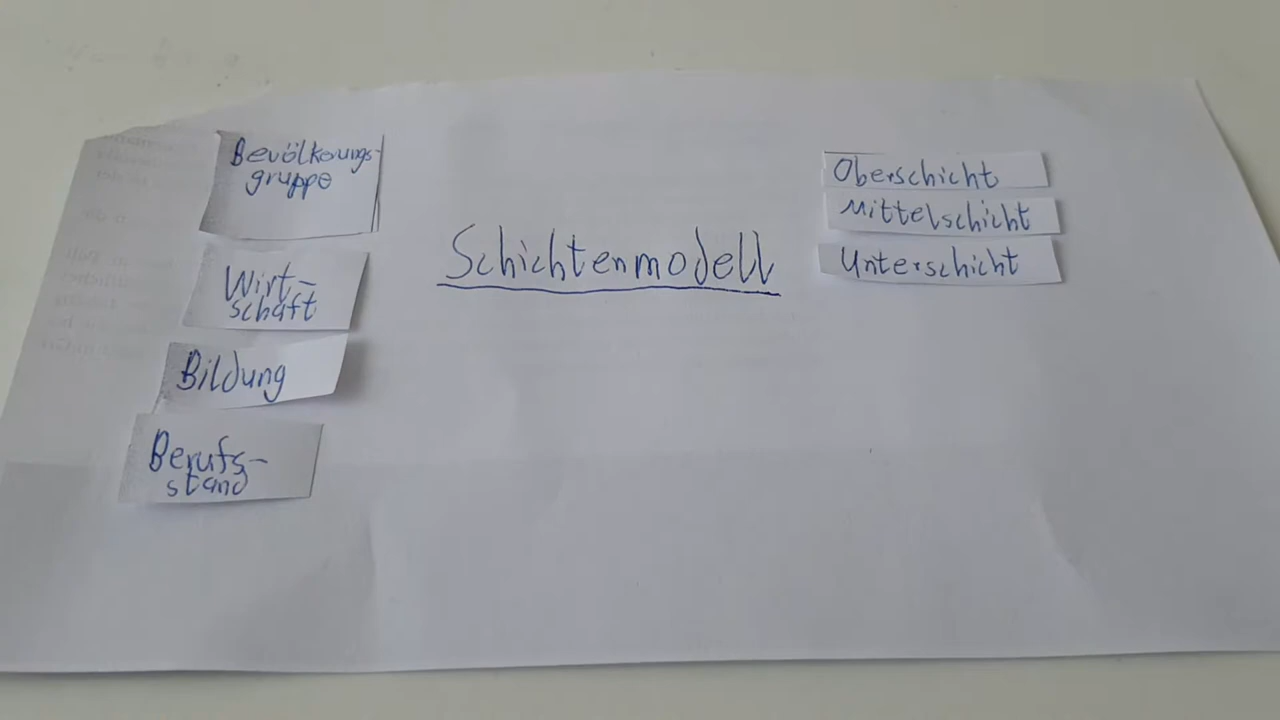 Bevölkerungs-
gruppe
Wirt-
schaft
Bildung
Berufs-
stand
Schichtenmodell
Oberschicht
Mittelschicht
Unterschicht